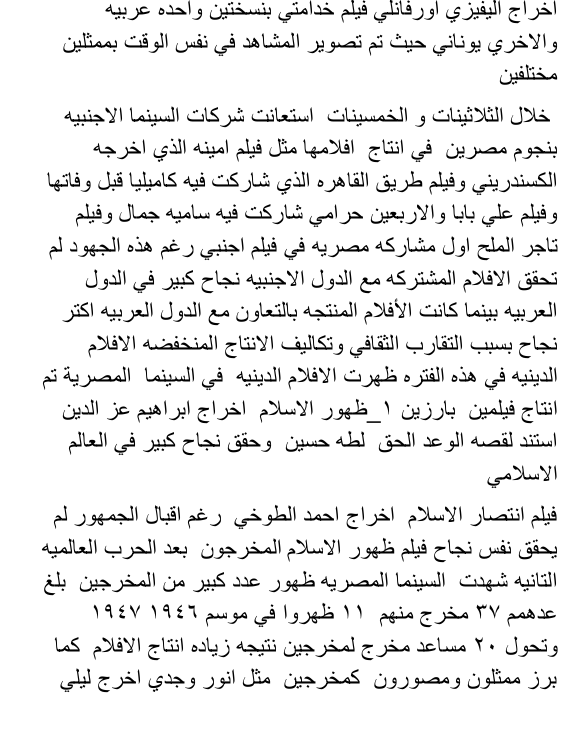 اخراج اليفيزي اورفانلي فيلم خدامتي بنسختين واحده عربيه
والاخري يوناني حيث تم تصوير المشاهد في نفس الوقت بممثلين
مختلفين
خلال الثلاثينات و الخمسينات استعانت شركات السينما الاجنبيه
بنجوم مصرين في انتاج افلامها مثل فيلم امينه الذي اخرجه
الكسندريني وفيلم طريق القاهره الذي شاركت فيه كاميليا قبل وفاتها
وفيلم علي بابا والاربعين حرامي شاركت فيه ساميه جمال وفيلم
تاجر الملح اول مشاركه مصريه في فيلم اجنبي رغم هذه الجهود لم
تحقق الافلام المشتركه مع الدول الاجنبيه نجاح كبير في الدول
العربيه بينما كانت الأفلام المنتجه بالتعاون مع الدول العربيه اكتر
نجاح بسبب التقارب الثقافي وتكاليف الانتاج المنخفضه الافلام
الدينيه في هذه الفتره ظهرت الافلام الدينيه في السينما المصرية تم
انتاج فيلمين بارزين ١_ظهور الاسلام اخراج ابراهيم عز الدين
استند لقصه الوعد الحق لطه حسين وحقق نجاح كبير في العالم
الاسلامي
فيلم انتصار الاسلام اخراج احمد الطوخي رغم اقبال الجمهور لم
يحقق نفس نجاح فيلم ظهور الاسلام المخرجون بعد الحرب العالميه
التانيه شهدت السينما المصريه ظهور عدد كبير من المخرجين بلغ
عدهمم ٣٧ مخرج منهم ١١ ظهروا في موسم ١٩٤٦ ١٩٤٧
وتحول ٢٠ مساعد مخرج لمخرجين نتيجه زياده انتاج الافلام كما
برز ممثلون ومصورون كمخرجين مثل انور وجدي اخرج ليلي